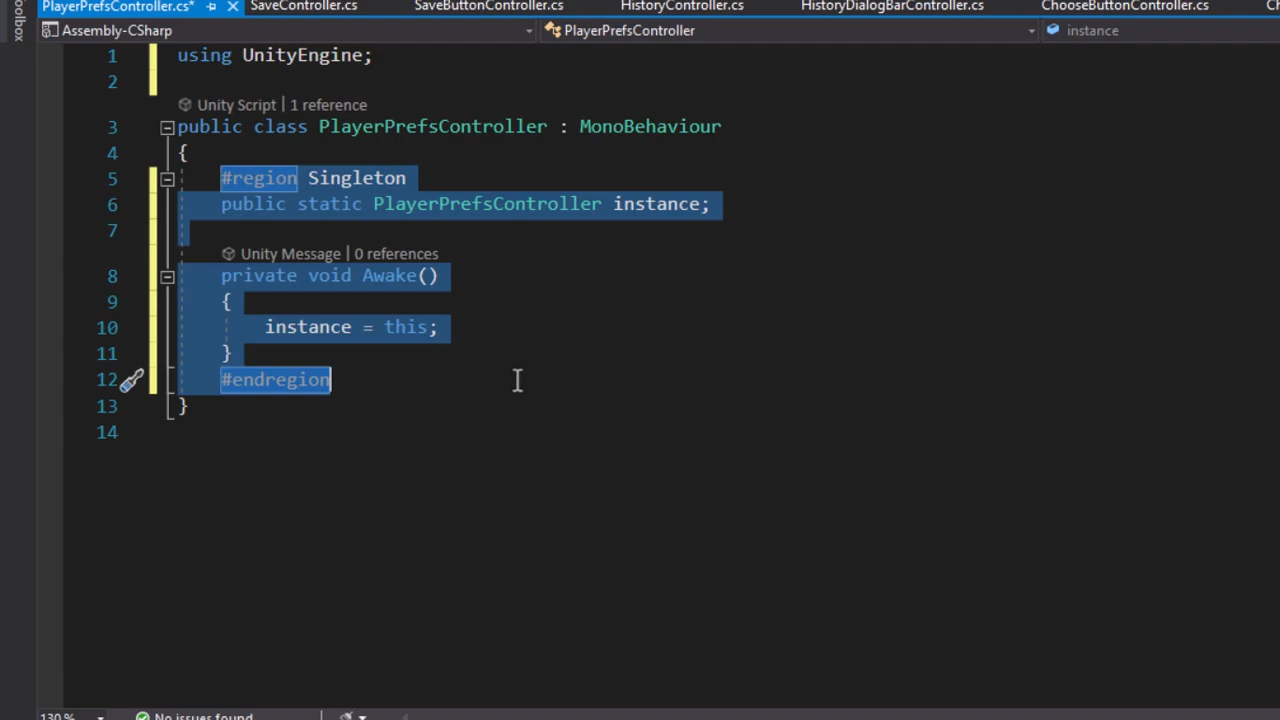 PlayerPrefsController.cs* SaveController.cs SaveButtonController.cs HistoryController.cs HistoryDialogBarController.cs ChooseButtonController.cs
Assembly-CSharp PlayerPrefsController instance
1 using UnityEngine;
2
Unity Script | 1 reference
3 public class PlayerPrefsController : MonoBehaviour
4 {
5 #region Singleton
6 public static PlayerPrefsController instance;
7
Unity Message | 0 references
8 private void Awake()
9 {
10 instance = this;
11 }
12 #endregion
13 }
14
130 % No issues found